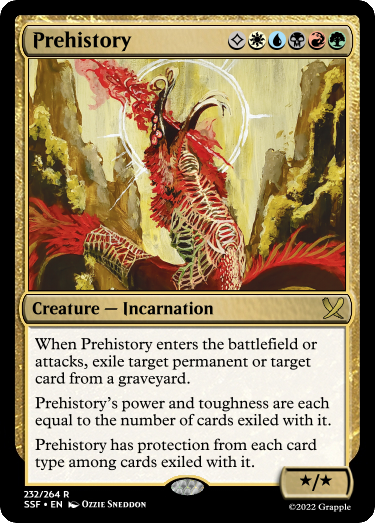 Prehistory
Creature — Incarnation
When Prehistory enters the battlefield or
attacks, exile target permanent or target
card from a graveyard.
Prehistory's power and toughness are each
equal to the number of cards exiled with it.
Prehistory has protection from each card
type among cards exiled with it.
★/★
232/264 R
SSF • EN Ozzie Sneddon
©2022 Grapple